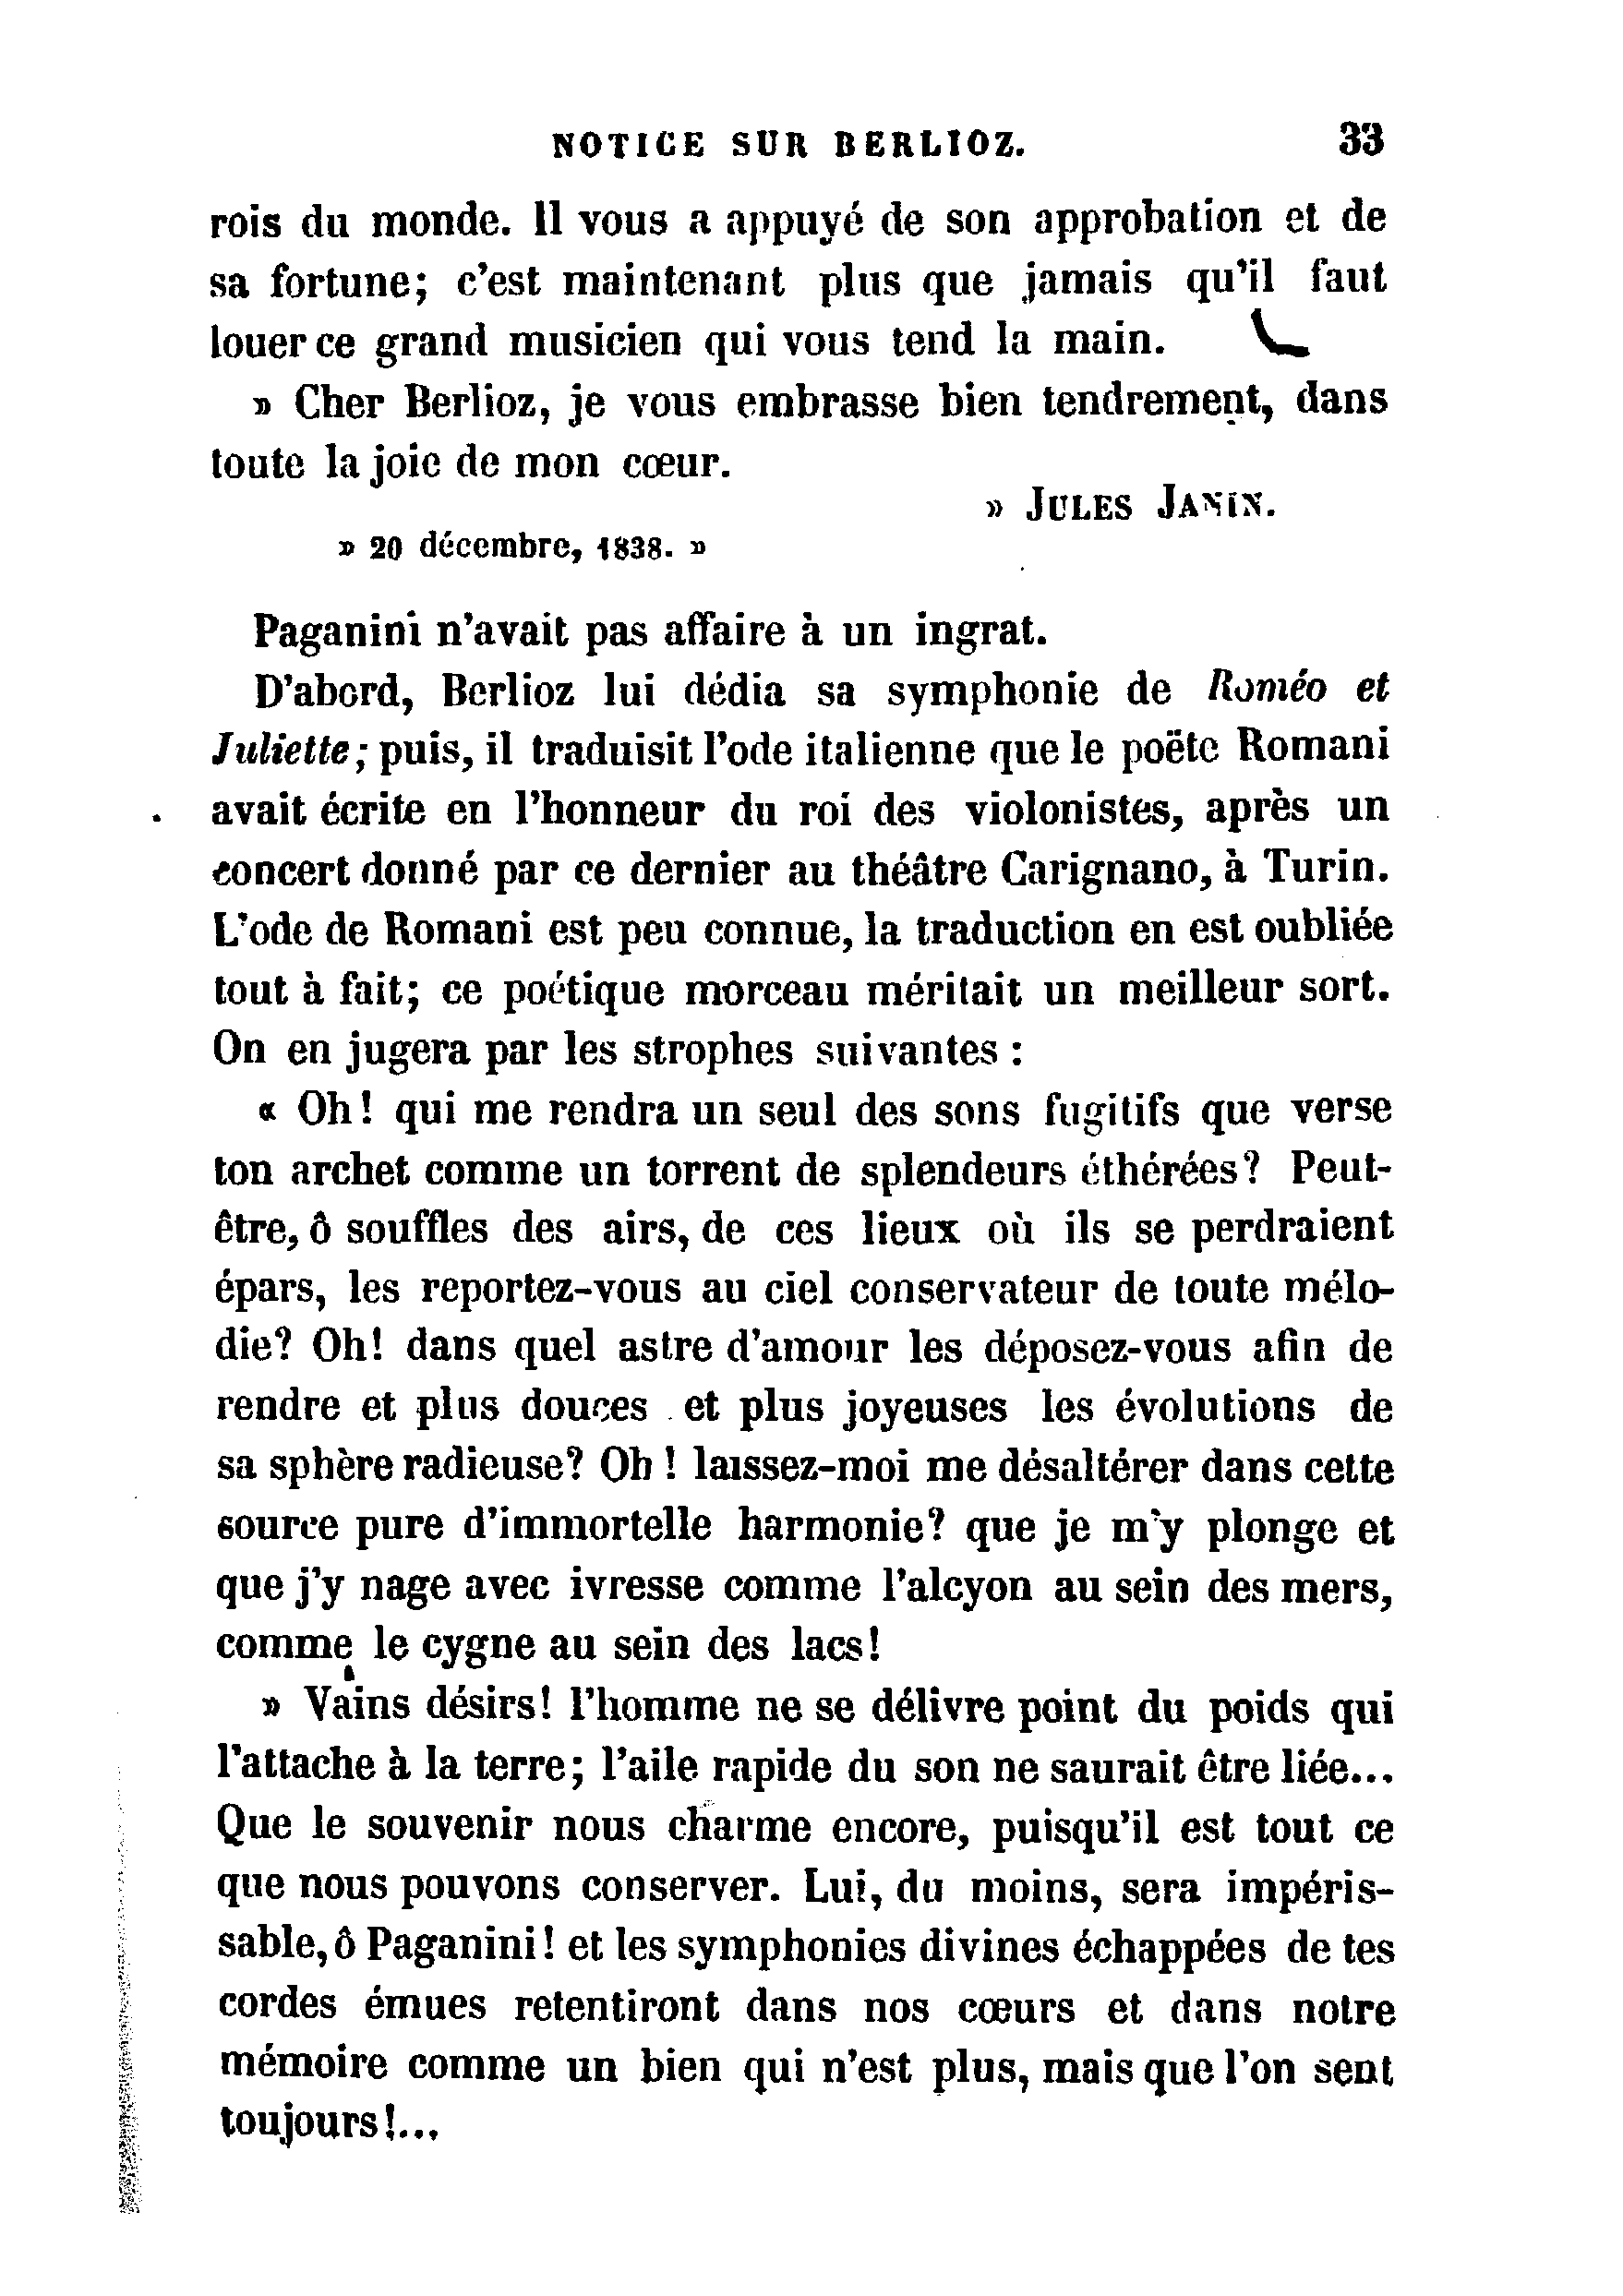 NOTICE SUR BERLIOZ. 33
rois du monde. Il vous a appuyé de son approbation et de
sa fortune; c'est maintenant plus que jamais qu'il faut
louer ce grand musicien qui vous tend la main.
» Cher Berlioz, je vous embrasse bien tendrement, dans
toute la joie de mon cœur.
» JULES JANIN.
» 20 décembre, 1838. »
Paganini n'avait pas affaire à un ingrat.
D'abord, Berlioz lui dédia sa symphonie de Roméo et
Juliette; puis, il traduisit l'ode italienne que le poëte Romani
avait écrite en l'honneur du roi des violonistes, après un
concert donné par ce dernier au théâtre Carignano, à Turin.
L'ode de Romani est peu connue, la traduction en est oubliée
tout à fait; ce poétique morceau méritait un meilleur sort.
On en jugera par les strophes suivantes :
« Oh! qui me rendra un seul des sons fugitifs que verse
ton archet comme un torrent de splendeurs éthérées? Peut-
être, ô souffles des airs, de ces lieux où ils se perdraient
épars, les reportez-vous au ciel conservateur de toute mélo-
die? Oh! dans quel astre d'amour les déposez-vous afin de
rendre et plus douces et plus joyeuses les évolutions de
sa sphère radieuse? Oh ! laissez-moi me désaltérer dans cette
source pure d'immortelle harmonie? que je m'y plonge et
que j'y nage avec ivresse comme l'alcyon au sein des mers,
comme le cygne au sein des lacs!
» Vains désirs! l'homme ne se délivre point du poids qui
l'attache à la terre; l'aile rapide du son ne saurait être liée...
Que le souvenir nous charme encore, puisqu'il est tout ce
que nous pouvons conserver. Lui, du moins, sera impéris-
sable, ô Paganini! et les symphonies divines échappées de tes
cordes émues retentiront dans nos cœurs et dans notre
mémoire comme un bien qui n'est plus, mais que l'on sent
toujours!...